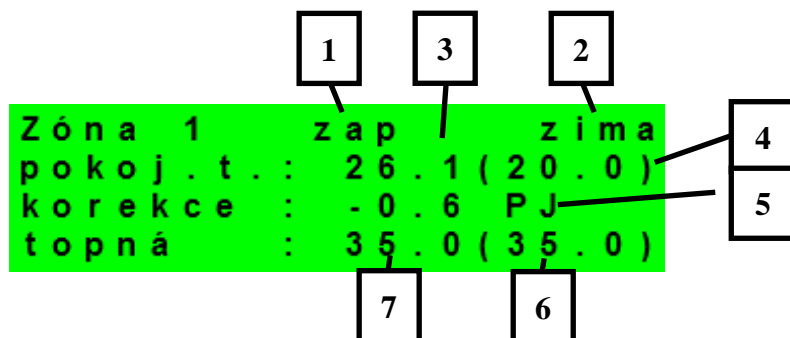 1 3 2
Zóna 1 zap zima
pokoj.t.: 26.1(20.0) 4
korekce : -0.6 PJ 5
topná : 35.0(35.0)
7 6